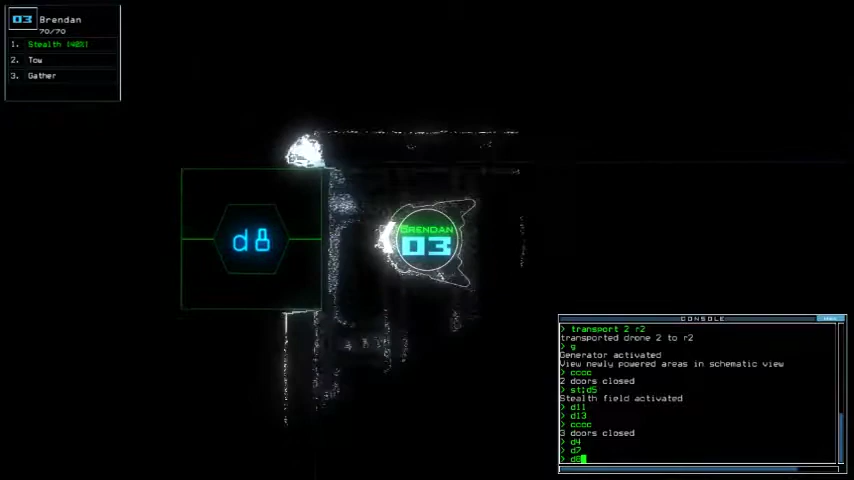 03 Brendan
70/70
1. Stealth (48%)
2. Tow
3. Gather
d8
BRENDAN
03
CONSOLE
> transport 2 r2
transported drone 2 to r2
> g
Generator activated
View newly powered areas in schematic view
> cccc
2 doors closed
> st;d5
Stealth field activated
> d11
> d13
> cccc
3 doors closed
> d4
> d7
> d8